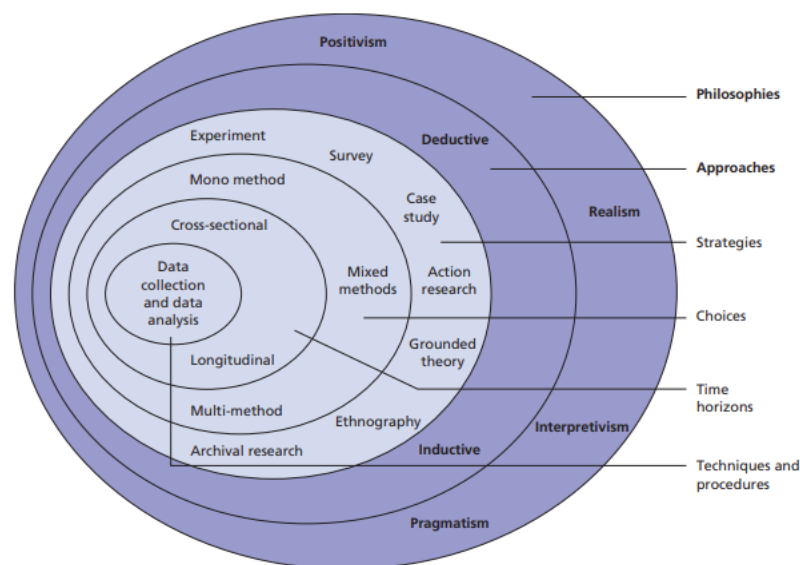 Positivism
Philosophies
Experiment
Deductive
Survey
Approaches
Mono method
Case
study
Realism
Cross-sectional
Strategies
Data
collection
and data
analysis
Mixed
methods
Action
research
Choices
Grounded
theory
Longitudinal
Time
horizons
Multi-method
Ethnography
Interpretivism
Archival research
Inductive
Techniques and
procedures
Pragmatism